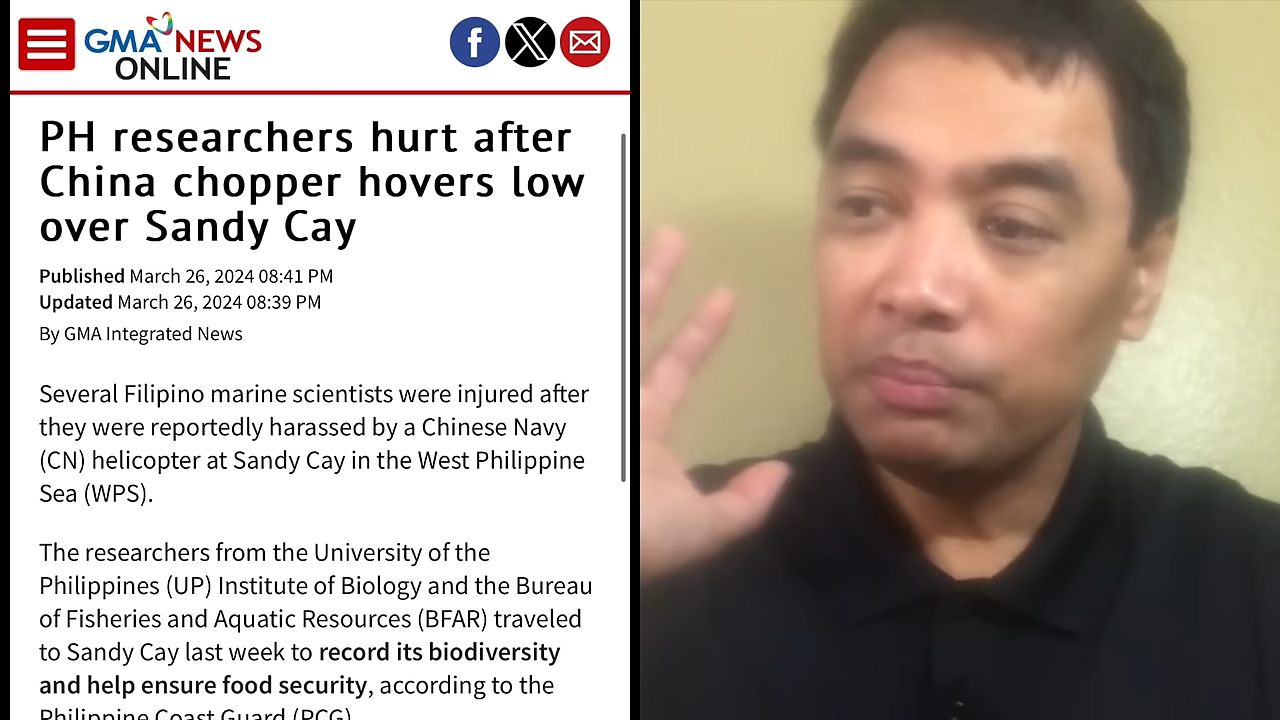 GMA NEWS
ONLINE
f X
PH researchers hurt after
China chopper hovers low
over Sandy Cay
Published March 26, 2024 08:41 PM
Updated March 26, 2024 08:39 PM
By GMA Integrated News
Several Filipino marine scientists were injured after
they were reportedly harassed by a Chinese Navy
(CN) helicopter at Sandy Cay in the West Philippine
Sea (WPS).
The researchers from the University of the
Philippines (UP) Institute of Biology and the Bureau
of Fisheries and Aquatic Resources (BFAR) traveled
to Sandy Cay last week to record its biodiversity
and help ensure food security, according to the
Philippine Coast Guard (PCG)